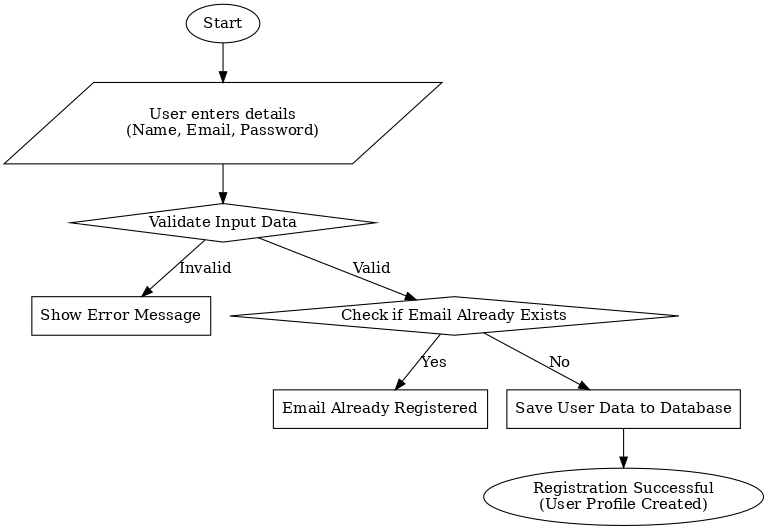 Start
User enters details
(Name, Email, Password)
Validate Input Data
Invalid
Valid
Show Error Message
Check if Email Already Exists
Yes
No
Email Already Registered
Save User Data to Database
Registration Successful
(User Profile Created)